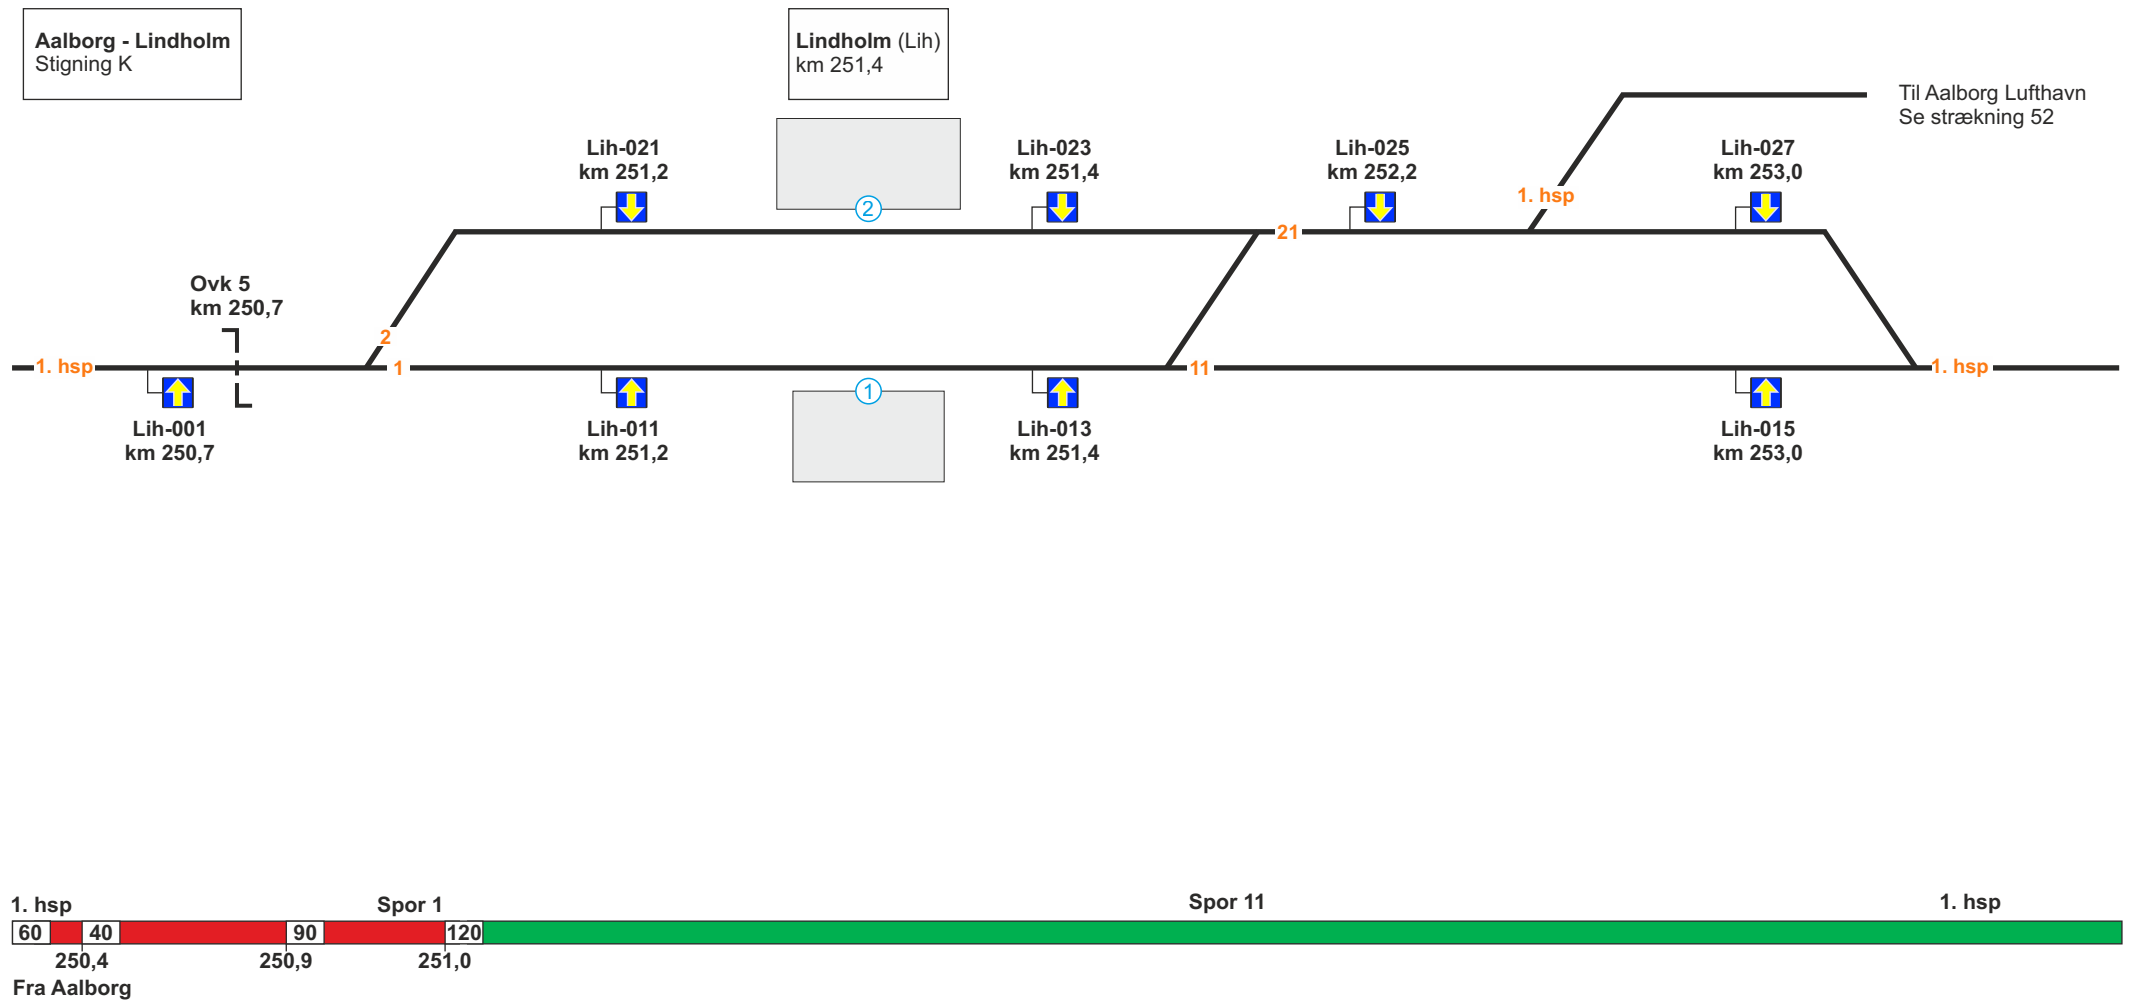 Aalborg - Lindholm
Stigning K
Lindholm (Lih)
km 251,4
Til Aalborg Lufthavn
Se strækning 52
Lih-021
km 251,2
Lih-023
km 251,4
Lih-025
km 252,2
Lih-027
km 253,0
1. hsp
2
21
Ovk 5
km 250,7
2
1. hsp
1
11
1. hsp
1
Lih-001
km 250,7
Lih-011
km 251,2
Lih-013
km 251,4
Lih-015
km 253,0
1. hsp
Spor 1
Spor 11
1. hsp
60
40
90
120
250,4
250,9
251,0
Fra Aalborg